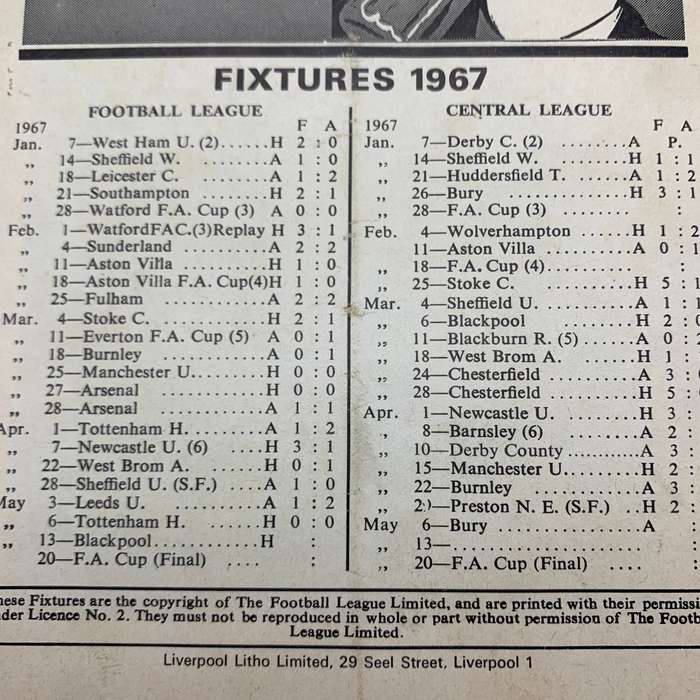 FIXTURES 1967
FOOTBALL LEAGUE
1967 F A
Jan. 7—West Ham U. (2)......H 2 : 0
,, 14—Sheffield W. ........A 1 : 0
,, 18—Leicester C. ........A 1 : 2
,, 21—Southampton ........H 2 : 1
,, 28—Watford F.A. Cup (3) A 0 : 0
Feb. 1—WatfordFAC.(3)Replay H 3 : 1
,, 4—Sunderland ..........A 2 : 2
,, 11—Aston Villa ..........H 1 : 0
,, 18—Aston Villa F.A. Cup(4)H 1 : 0
,, 25—Fulham ............A 2 : 2
Mar. 4—Stoke C. ............H 2 : 1
,, 11—Everton F.A. Cup (5) A 0 : 1
,, 18—Burnley ............A 0 : 1
,, 25—Manchester U.......H 0 : 0
,, 27—Arsenal ............H 0 : 0
,, 28—Arsenal ............A 1 : 1
Apr. 1—Tottenham H. ........A 1 : 2
,, 7—Newcastle U. (6) ....H 3 : 1
,, 22—West Brom A. ........H 0 : 1
,, 28—Sheffield U. (S.F.) ....A 1 : 0
May 3—Leeds U. ............A 1 : 2
,, 6—Tottenham H. .......H 0 : 0
,, 13—Blackpool............H :
20—F.A. Cup (Final) .... :
CENTRAL LEAGUE
1967 F A
Jan. 7—Derby C. (2) ........A P.
,, 14—Sheffield W. ........H 1 : 1
,, 21—Huddersfield T. ......A 1 : 2
,, 26—Bury ..............H 3 : 1
,, 28—F.A. Cup (3) ........ :
Feb. 4—Wolverhampton ......H 1 : 2
11—Aston Villa ..........A 0 : 1
,, 18—F.A. Cup (4)........ :
,, 25—Stoke C. ............H 5 : 1
Mar. 4—Sheffield U. ........A 1 : 1
,, 6—Blackpool ..........H 2 : 0
,, 11—Blackburn R. (5) ......A 0 : 2
,, 18—West Brom A. ........H 1 :
,, 24—Chesterfield ..........A 3 :
,, 28—Chesterfield ..........H 5 :
Apr. 1—Newcastle U. ........H 3 :
,, 8—Barnsley (6) ..........A 2 :
,, 10—Derby County ........A 3 :
,, 15—Manchester U.........H 2 :
,, 22—Burnley ............A 3 :
,, Preston N. E. (S.F.) ..H 2 :
May 6—Bury ..............A
,, 13—................... :
,, 20—F.A. Cup (Final) .... :
hese Fixtures are the copyright of The Football League Limited, and are printed with their permissi
der Licence No. 2. They must not be reproduced in whole or part without permission of The Footb
League Limited.
Liverpool Litho Limited, 29 Seel Street, Liverpool 1